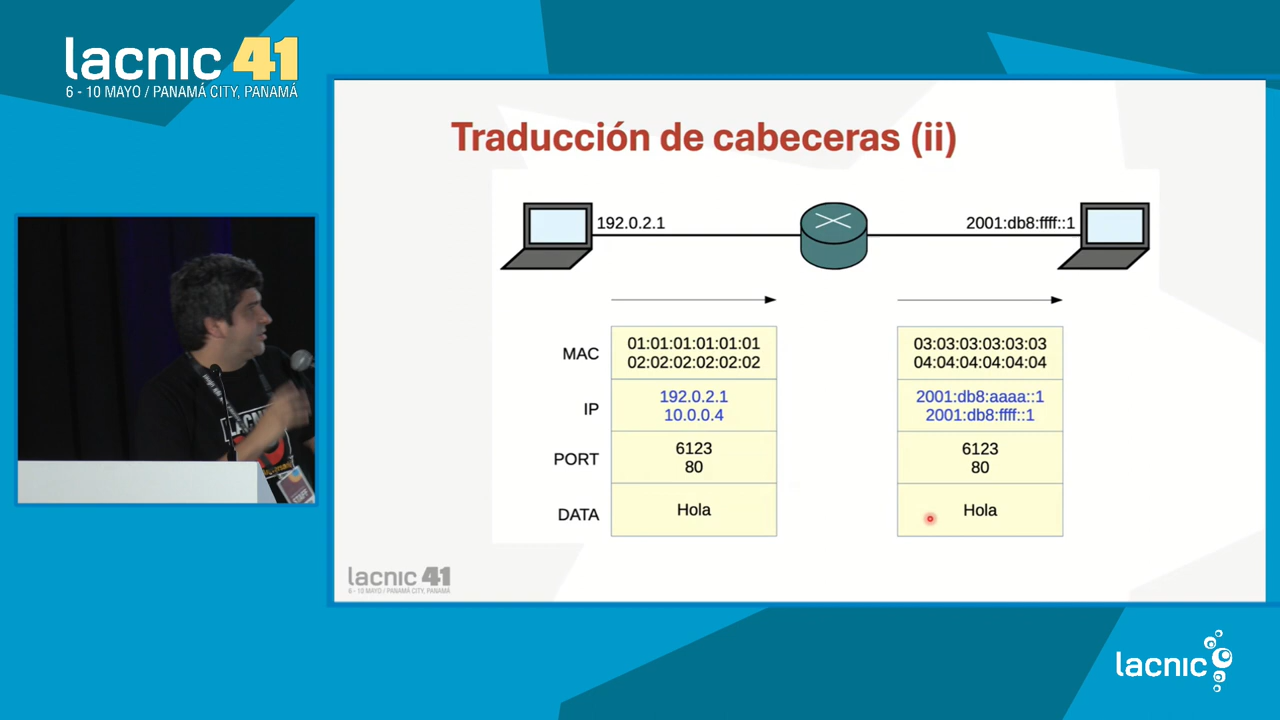 lacnic 41
6 - 10 MAYO / PANAMÁ CITY, PANAMÁ
Traducción de cabeceras (ii)
192.0.2.1
2001:db8:ffff::1
MAC
01:01:01:01:01:01
02:02:02:02:02:02
03:03:03:03:03:03
04:04:04:04:04:04
IP
192.0.2.1
10.0.0.4
2001:db8:aaaa::1
2001:db8:ffff::1
PORT
6123
80
6123
80
DATA
Hola
Hola
lacnic 41
6 - 10 MAYO / PANAMÁ CITY, PANAMÁ
lacnic